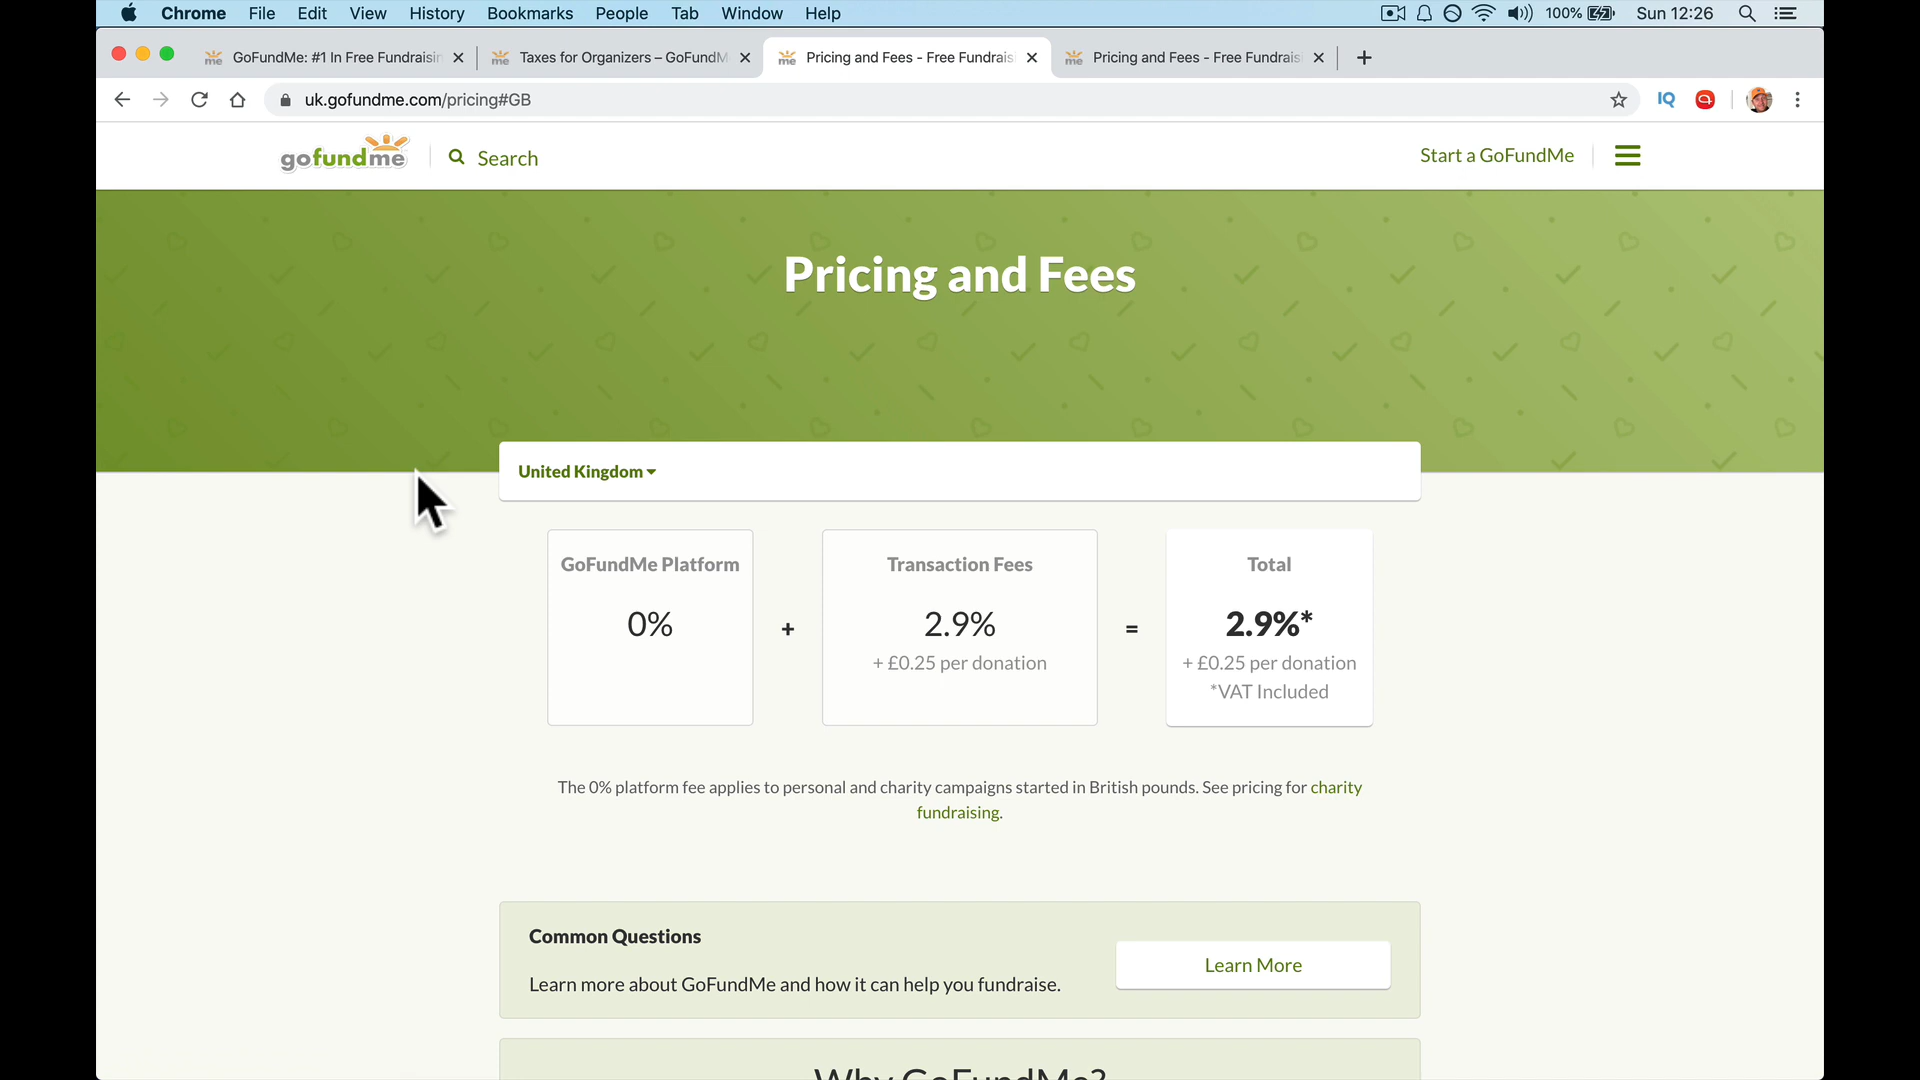 Chrome File Edit View History Bookmarks People Tab Window Help 100% Sun 12:26
GoFundMe: #1 In Free Fundraisin Taxes for Organizers – GoFundM Pricing and Fees - Free Fundrais Pricing and Fees - Free Fundrais
uk.gofundme.com/pricing#GB IQ
gofundme Search Start a GoFundMe
Pricing and Fees
United Kingdom
GoFundMe Platform Transaction Fees Total
0% + 2.9% = 2.9%*
+ £0.25 per donation + £0.25 per donation
*VAT Included
The 0% platform fee applies to personal and charity campaigns started in British pounds. See pricing for charity
fundraising.
Common Questions
Learn More
Learn more about GoFundMe and how it can help you fundraise.
Why GoFundMe?